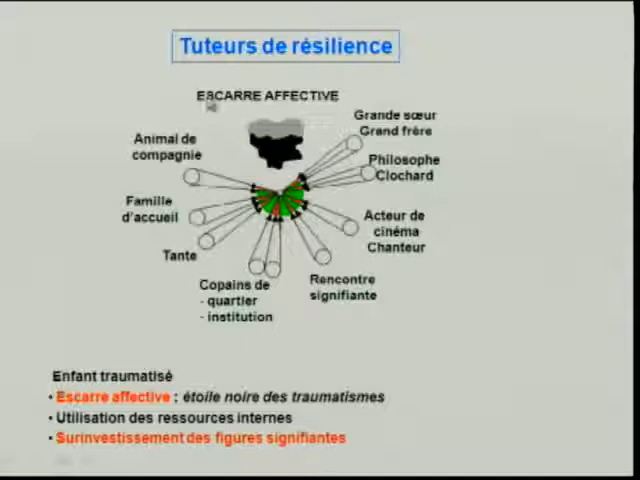 Tuteurs de résilience
ESCARRE AFFECTIVE
Grande sœur
Grand frère
Animal de
compagnie
Philosophe
Clochard
Famille
d'accueil
Acteur de
cinéma
Chanteur
Tante
Copains de
- quartier
- institution
Rencontre
signifiante
Enfant traumatisé
• Escarre affective : étoile noire des traumatismes
• Utilisation des ressources internes
• Surinvestissement des figures signifiantes